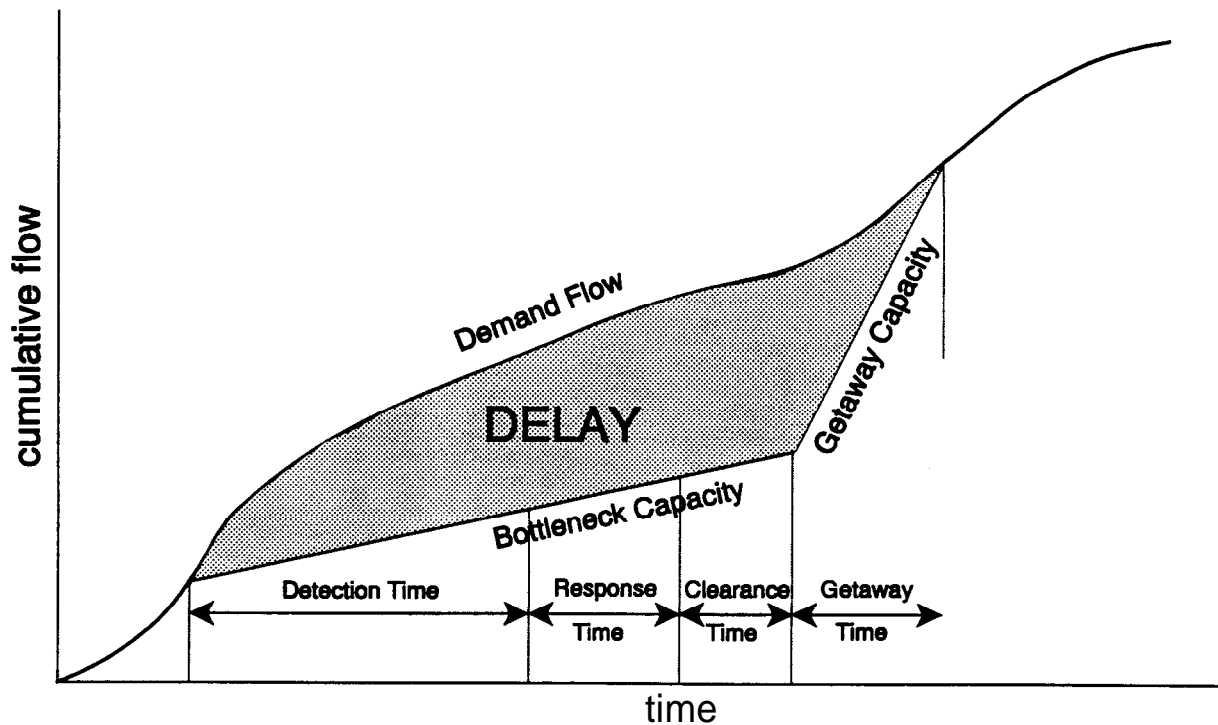 cumulative flow
Demand Flow
DELAY
Getaway Capacity
Bottleneck Capacity
Detection Time
Response
Time
Clearance
Time
Getaway
Time
time